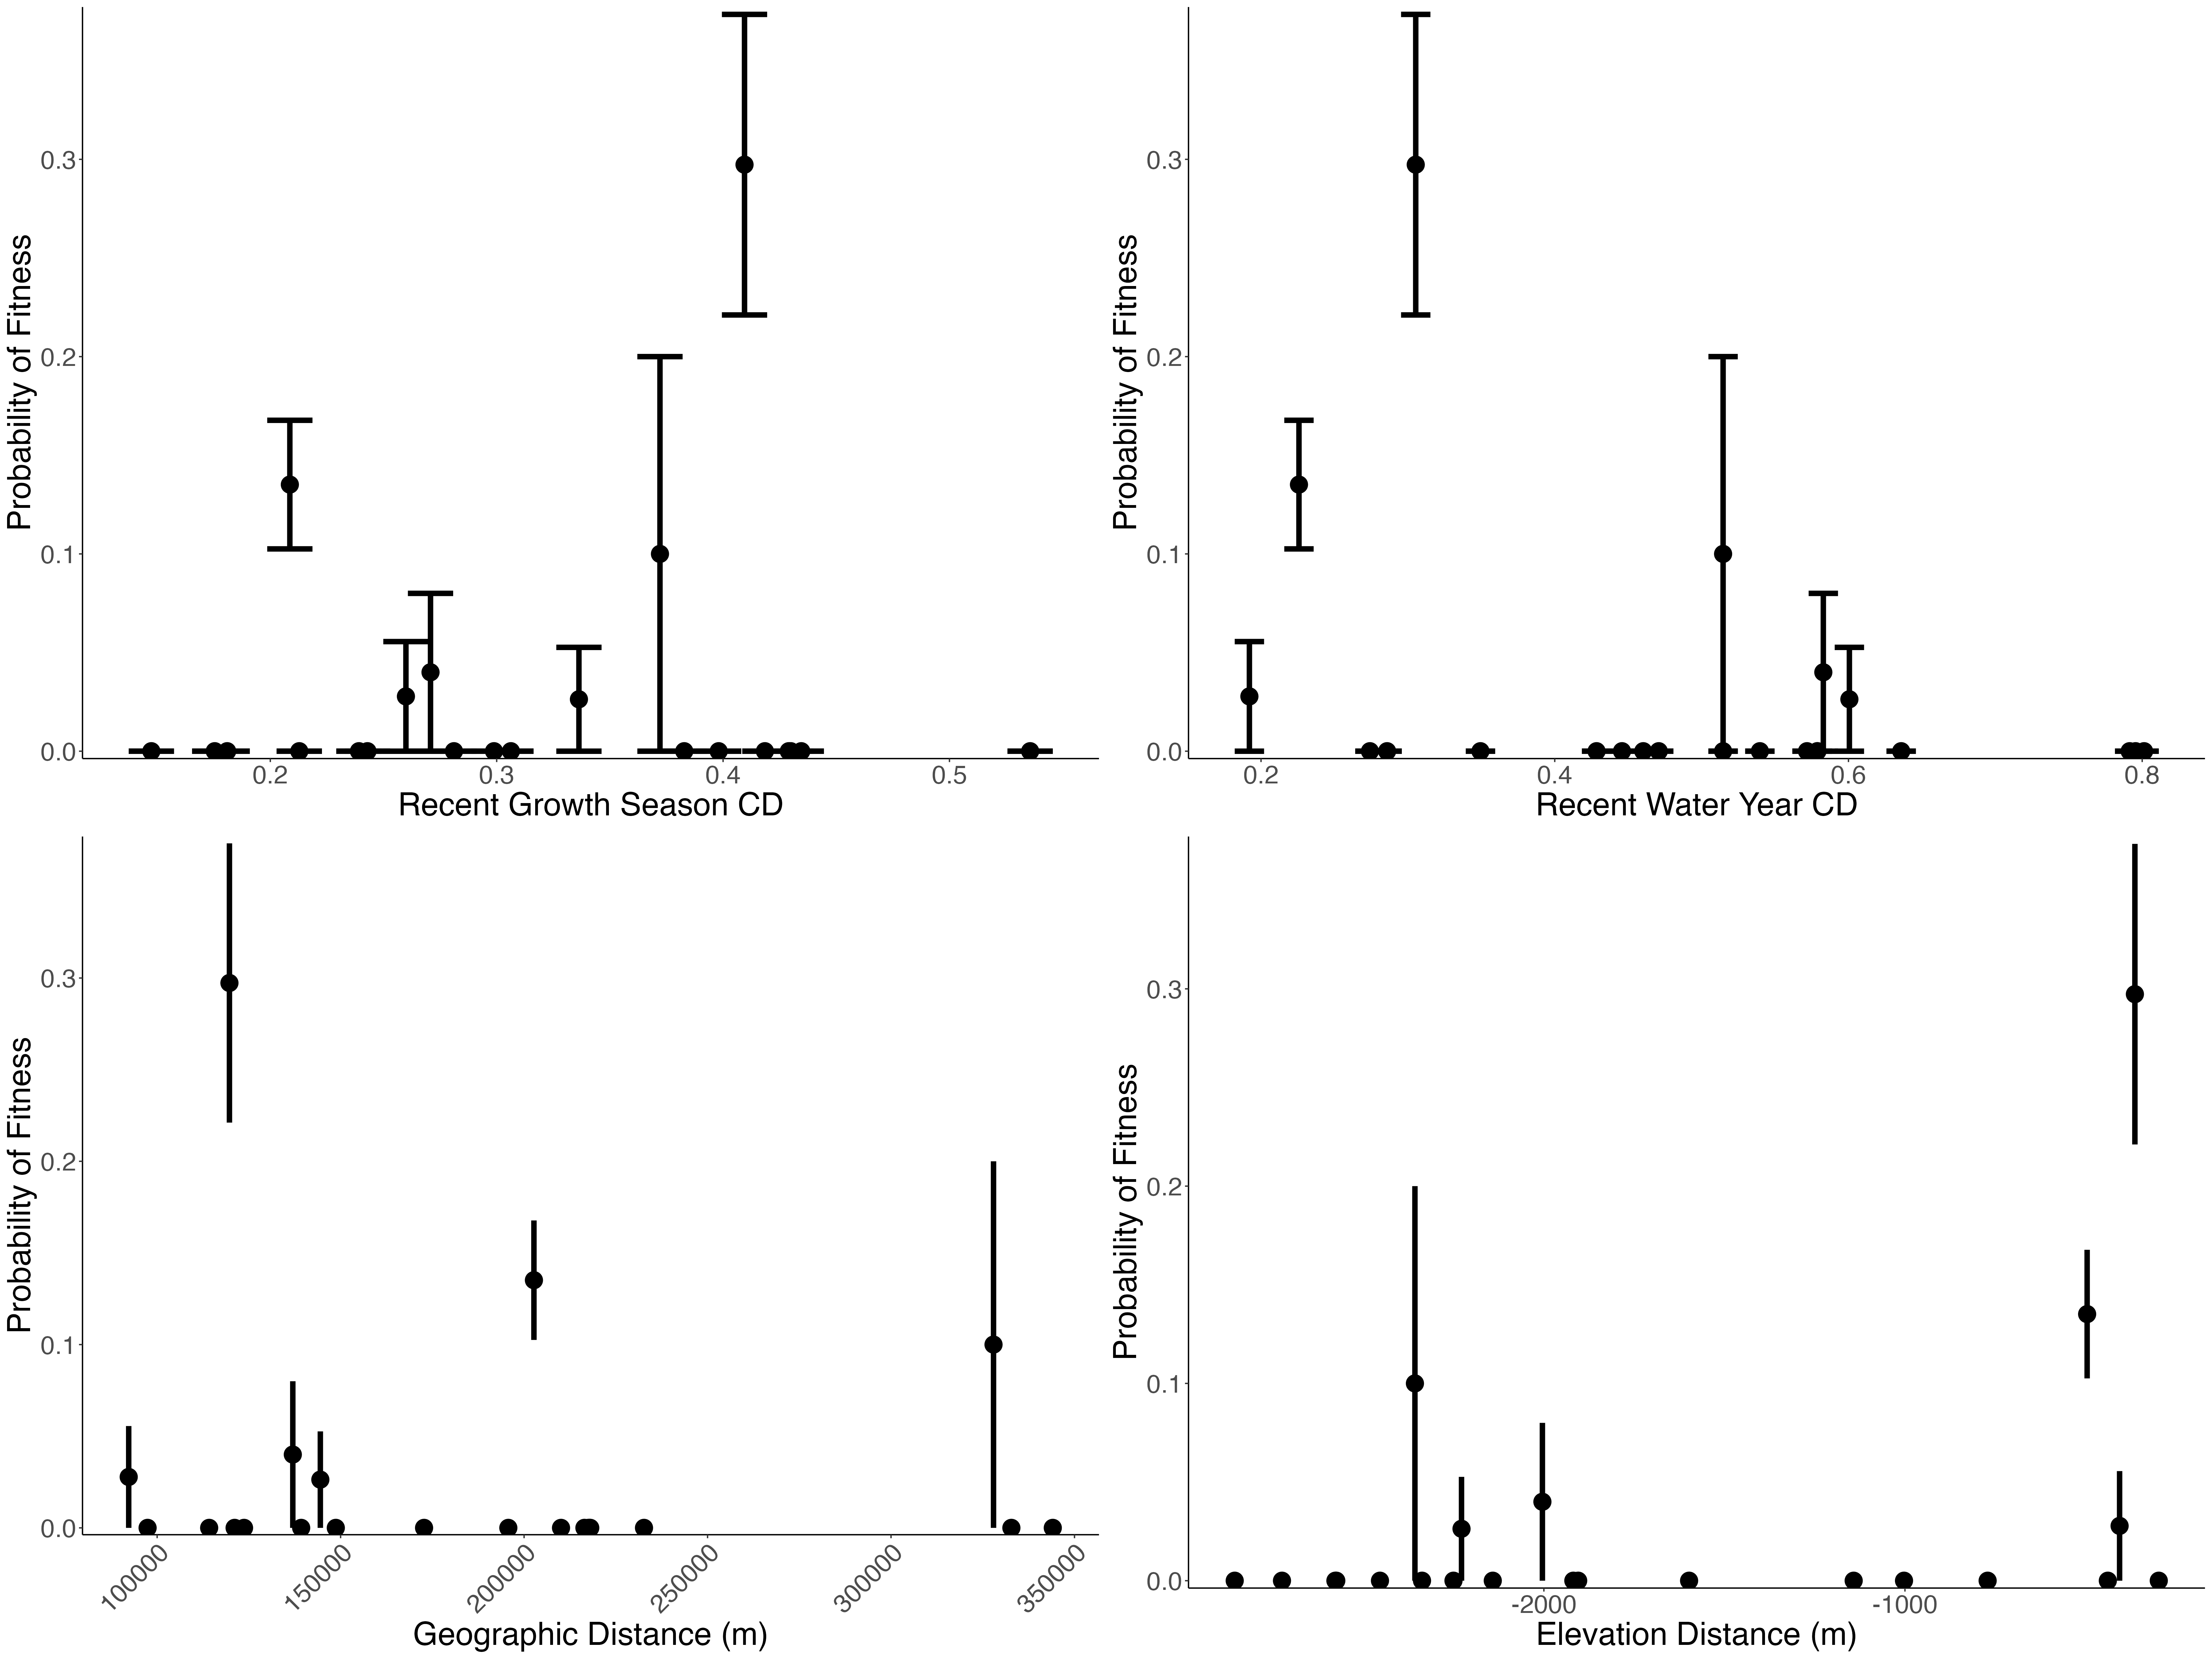 Probability of Fitness
0.3
0.2
0.1
0.0
0.2 0.3 0.4 0.5
Recent Growth Season CD
Probability of Fitness
0.3
0.2
0.1
0.0
0.2 0.4 0.6 0.8
Recent Water Year CD
Probability of Fitness
0.3
0.2
0.1
0.0
100000 150000 200000 250000 300000 350000
Geographic Distance (m)
Probability of Fitness
0.3
0.2
0.1
0.0
-2000 -1000
Elevation Distance (m)